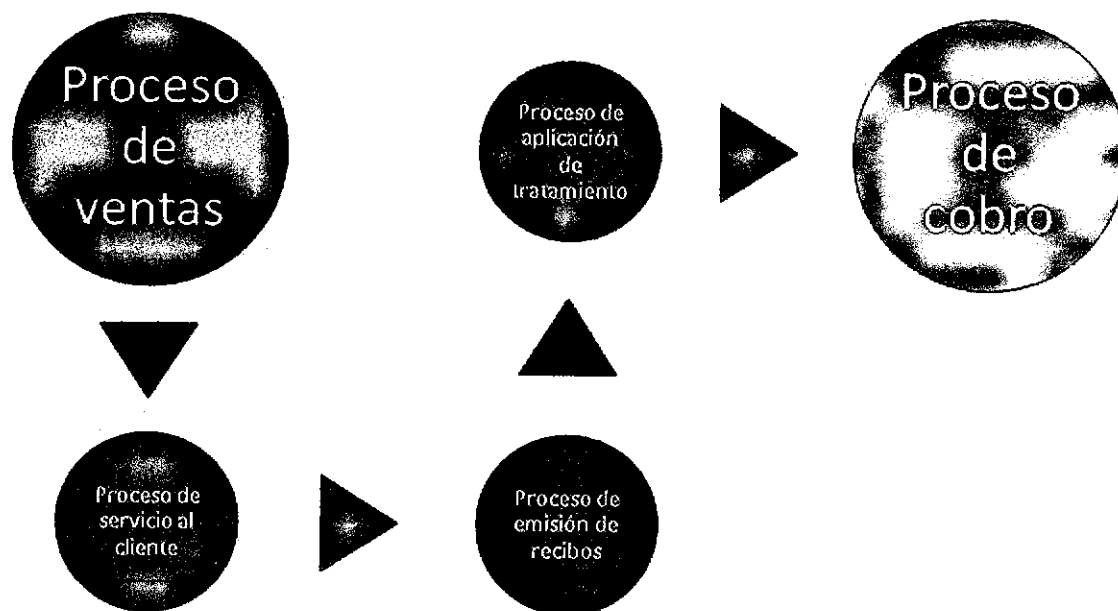 Proceso
de
ventas
Proceso de
servicio al
cliente
Proceso de
emisión de
recibos
Proceso de
aplicación
de
tratamiento
Proceso
de
cobro